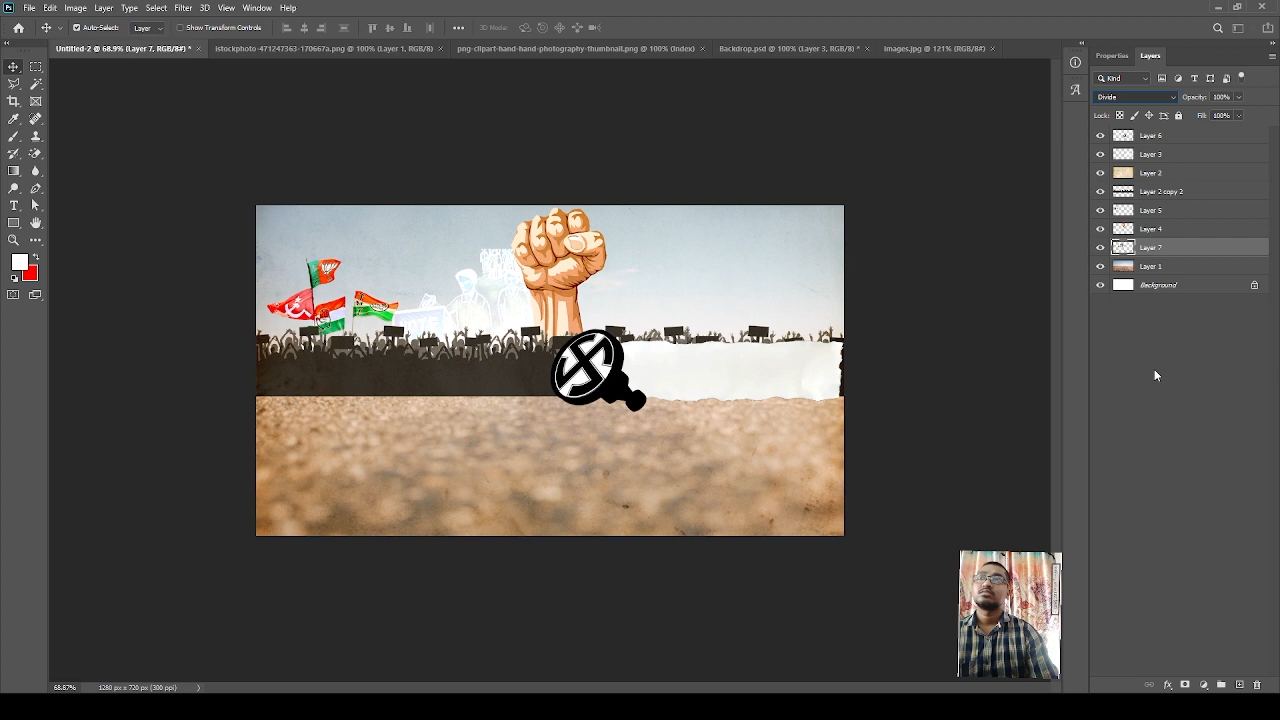 Ps File Edit Image Layer Type Select Filter 3D View Window Help
Auto-Select: Layer Show Transform Controls 3D Mode:
Untitled-2 @ 68.9% (Layer 7, RGB/8#) * × istockphoto-471247363-170667a.png @ 100% (Layer 1, RGB/8) × png-clipart-hand-hand-photography-thumbnail.png @ 100% (Index) × Backdrop.psd @ 100% (Layer 3, RGB/8) * × images.jpg @ 121% (RGB/8#) ×
Properties Layers
Kind
Divide Opacity: 100%
Lock: Fill: 100%
Layer 6
Layer 3
Layer 2
Layer 2 copy 2
Layer 5
Layer 4
Layer 7
Layer 1
Background
68.87% 1280 px x 720 px (300 ppi)